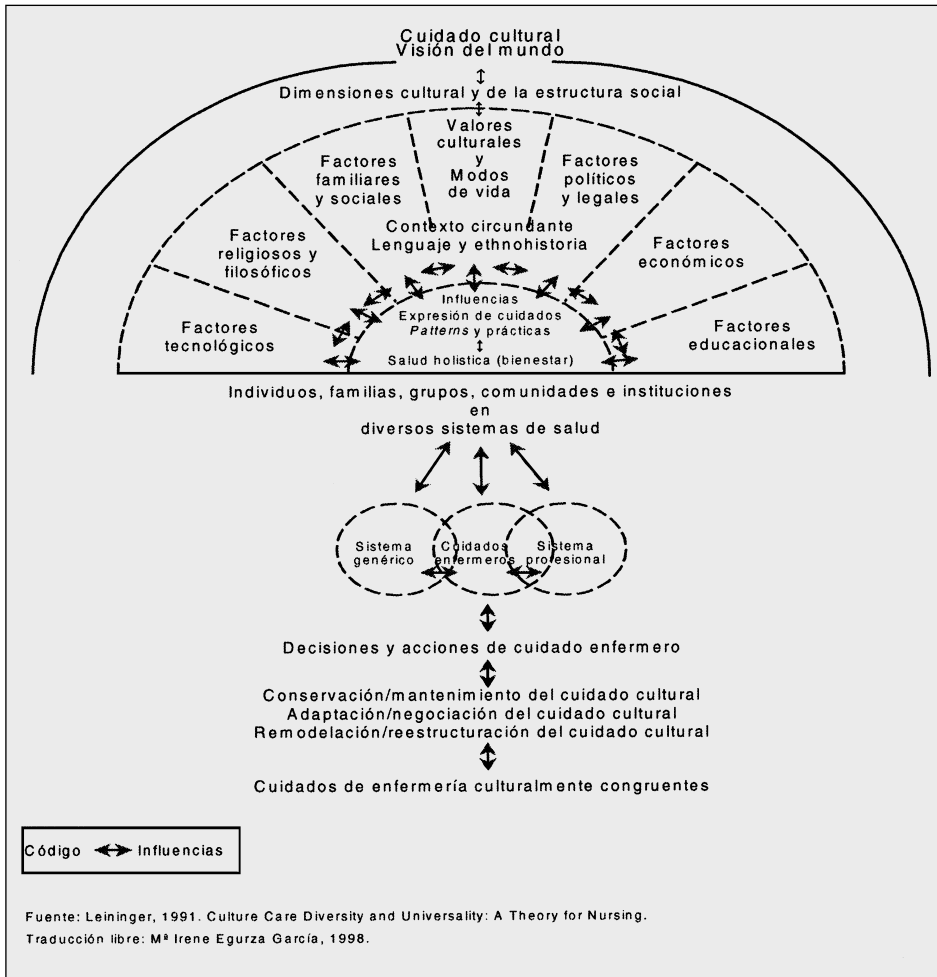 Cuidado cultural
Visión del mundo
Dimensiones cultural y de la estructura social
Valores
culturales
y
Modos
de vida
Factores
familiares
y sociales
Factores
políticos
y legales
Contexto circundante
Lenguaje y ethnohistoria
Factores
religiosos y
filosóficos
Factores
económicos
Influencias
Expresión de cuidados
Patterns y prácticas
Salud holistica (bienestar)
Factores
tecnológicos
Factores
educacionales
Individuos, familias, grupos, comunidades e instituciones
en
diversos sistemas de salud
Sistema
genérico
Cuidados
enfermeros
Sistema
profesional
Decisiones y acciones de cuidado enfermero
Conservación/mantenimiento del cuidado cultural
Adaptación/negociación del cuidado cultural
Remodelación/reestructuración del cuidado cultural
Cuidados de enfermería culturalmente congruentes
Código Influencias
Fuente: Leininger, 1991. Culture Care Diversity and Universality: A Theory for Nursing.
Traducción libre: Mª Irene Egurza García, 1998.